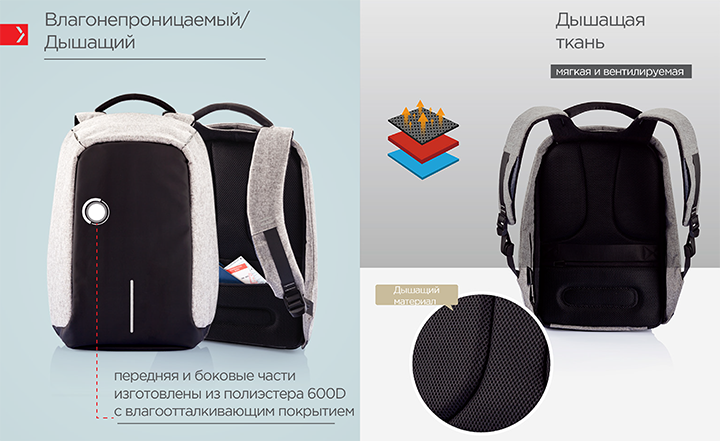 Влагонепроницаемый/
Дышащий
передняя и боковые части
изготовлены из полиэстера 600D
с влагоотталкивающим покрытием
Дышащая
ткань
мягкая и вентилируемая
Дышащий
материал